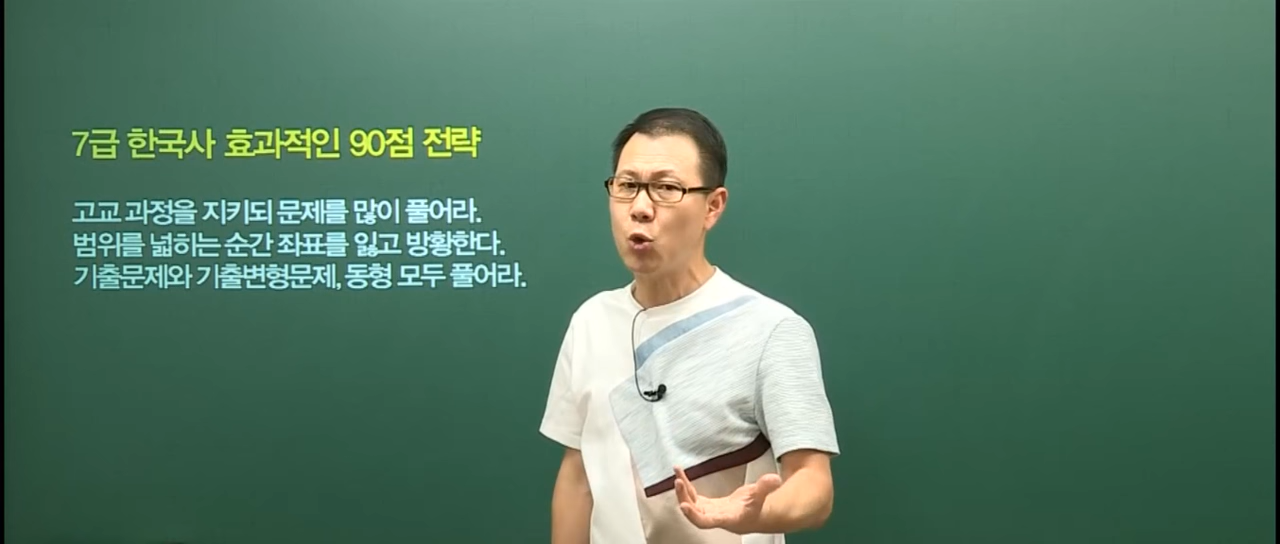 7급 한국사 효과적인 90점 전략
고교 과정을 지키되 문제를 많이 풀어라.
범위를 넓히는 순간 좌표를 잃고 방황한다.
기출문제와 기출변형문제, 동형 모두 풀어라.